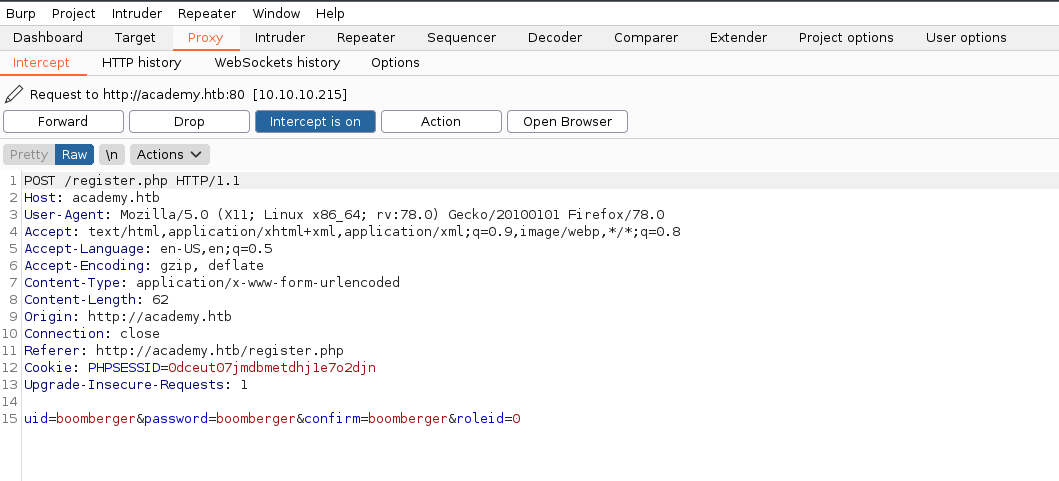 Burp Project Intruder Repeater Window Help
Dashboard Target Proxy Intruder Repeater Sequencer Decoder Comparer Extender Project options User options
Intercept HTTP history WebSockets history Options
Request to http://academy.htb:80 [10.10.10.215]
Forward Drop Intercept is on Action Open Browser
Pretty Raw \n Actions
1 POST /register.php HTTP/1.1
2 Host: academy.htb
3 User-Agent: Mozilla/5.0 (X11; Linux x86_64; rv:78.0) Gecko/20100101 Firefox/78.0
4 Accept: text/html,application/xhtml+xml,application/xml;q=0.9,image/webp,*/*;q=0.8
5 Accept-Language: en-US,en;q=0.5
6 Accept-Encoding: gzip, deflate
7 Content-Type: application/x-www-form-urlencoded
8 Content-Length: 62
9 Origin: http://academy.htb
10 Connection: close
11 Referer: http://academy.htb/register.php
12 Cookie: PHPSESSID=0dceut07jmdbmetdhj1e7o2djn
13 Upgrade-Insecure-Requests: 1
14
15 uid=boomberger&password=boomberger&confirm=boomberger&roleid=0